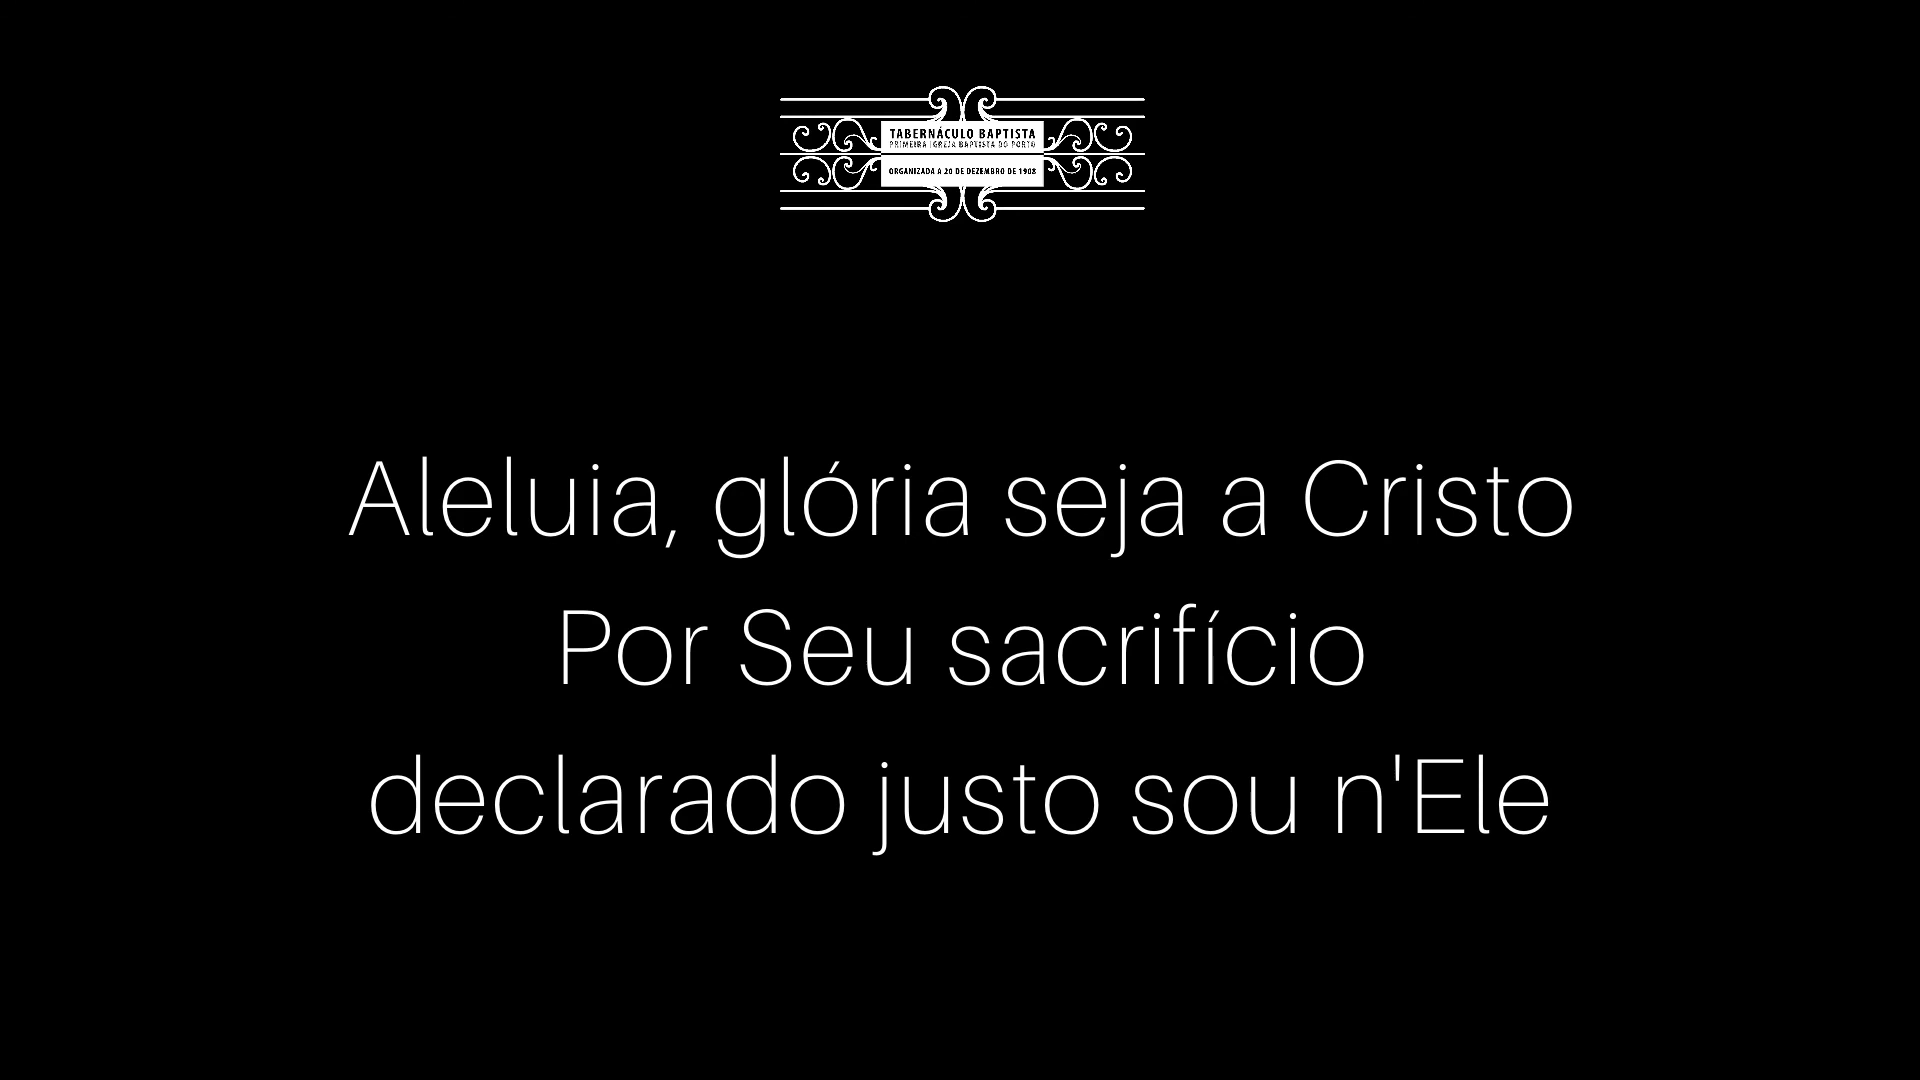 TABERNÁCULO BAPTISTA
PRIMEIRA IGREJA BAPTISTA DO PORTO
ORGANIZADA A 20 DE DEZEMBRO DE 1908
Aleluia, glória seja a Cristo
Por Seu sacrifício
declarado justo sou n'Ele